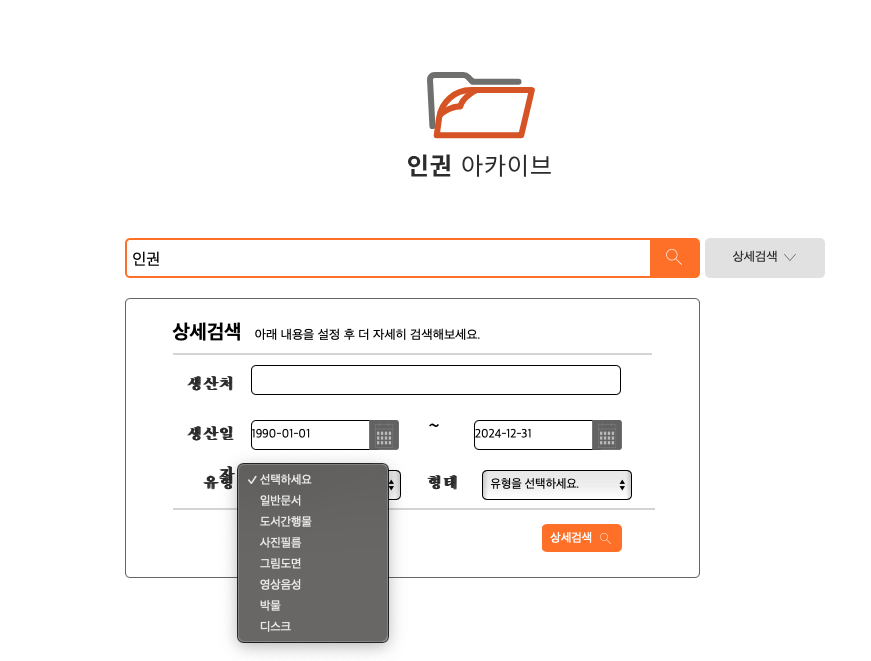 인권 아카이브
인권
상세검색
상세검색 아래 내용을 설정 후 더 자세히 검색해보세요.
생산처
생산일자
1990-01-01 ~ 2024-12-31
유형
형태 유형을 선택하세요.
✓ 선택하세요
일반문서
도서간행물
사진필름
그림도면
영상음성
박물
디스크
상세검색